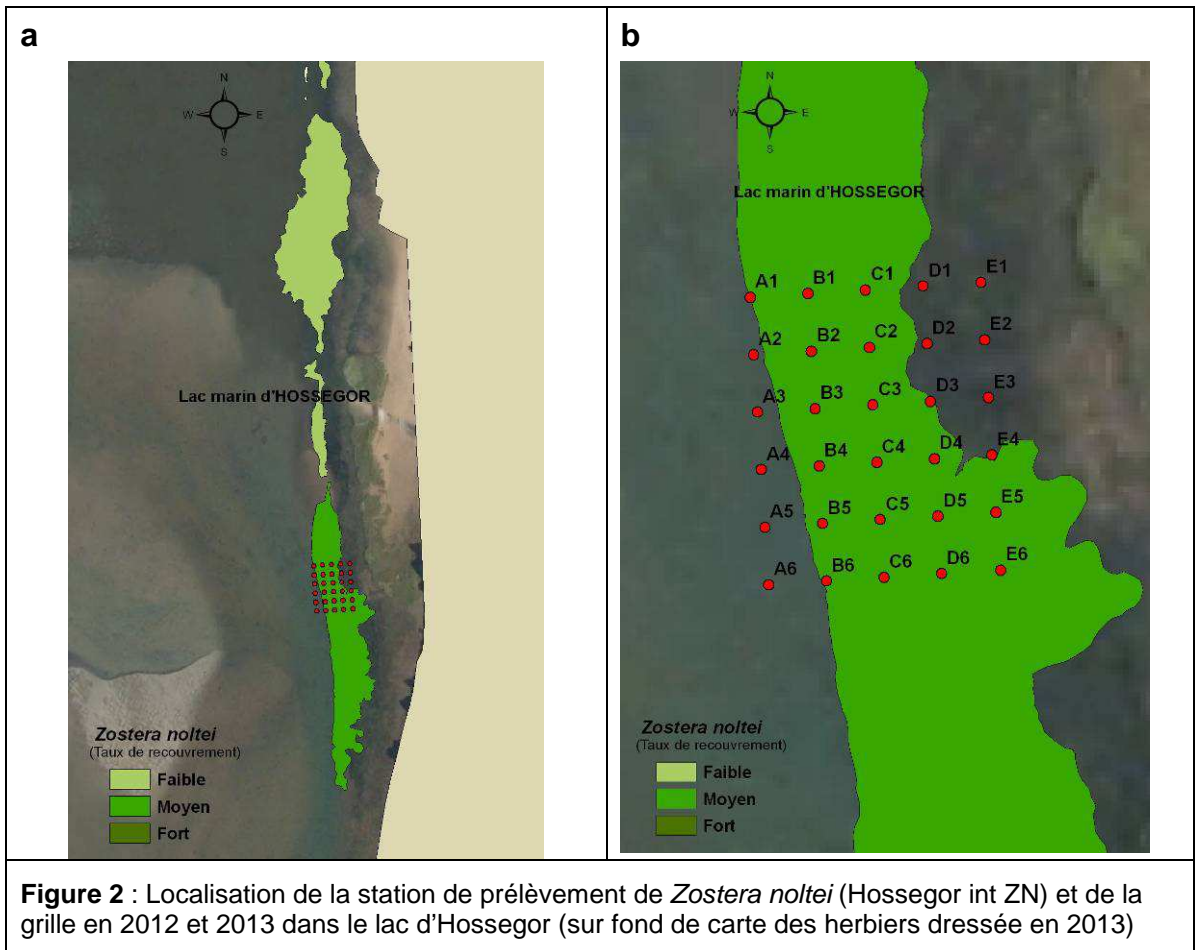 a
N
W
E
S
Lac marin d'HOSSEGOR
Zostera noltei
(Taux de recouvrement)
Faible
Moyen
Fort
b
N
W
E
S
Lac marin d'HOSSEGOR
A1 B1 C1 D1 E1
A2 B2 C2 D2 E2
A3 B3 C3 D3 E3
A4 B4 C4 D4 E4
A5 B5 C5 D5 E5
A6 B6 C6 D6 E6
Zostera noltei
(Taux de recouvrement)
Faible
Moyen
Fort
Figure 2 : Localisation de la station de prélèvement de Zostera noltei (Hossegor int ZN) et de la
grille en 2012 et 2013 dans le lac d'Hossegor (sur fond de carte des herbiers dressée en 2013)